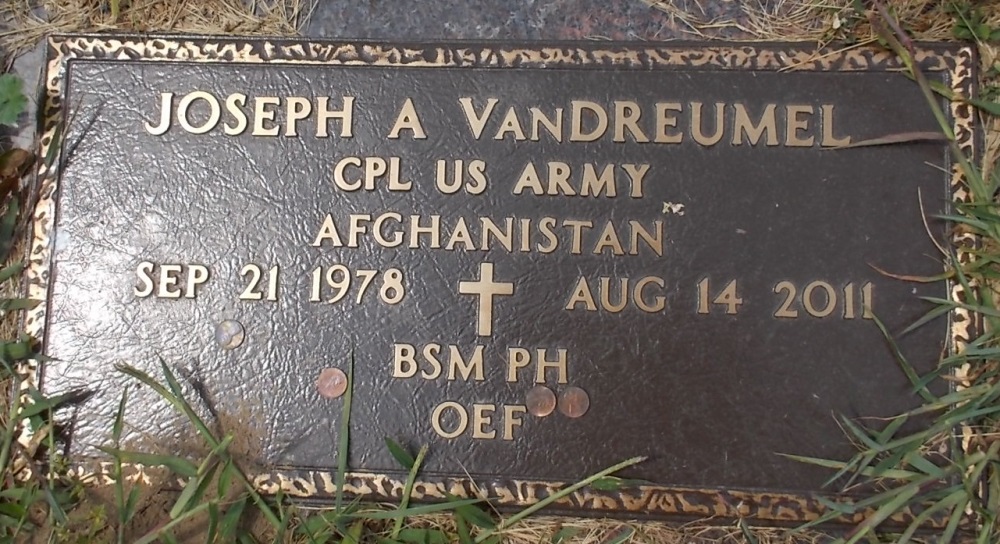 JOSEPH A VANDREUMEL
CPL US ARMY
AFGHANISTAN
SEP 21 1978 AUG 14 2011
BSM PH
OEF